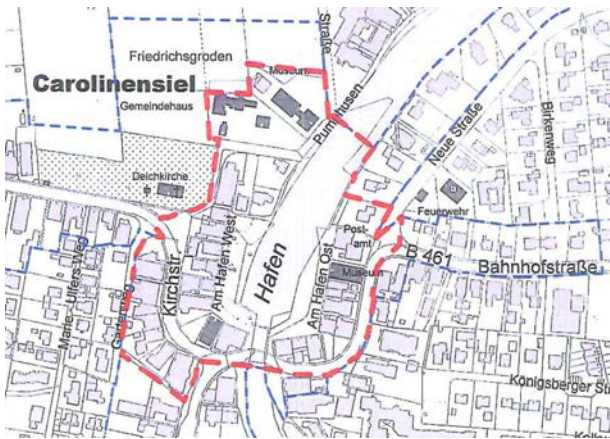 Straße
Friedrichsgroden
Museum
Carolinensiel
Gemeindehaus
Pumphusen
Neue Straße
Birkenweg
Deichkirche
Feuerwehr
Am Hafen West
Hafen
Am Hafen Ost
Post-
amt
B 461
Bahnhofstraße
Museum
Kirchstr.
Marie-Ulfers-Weg
Königsberger Str